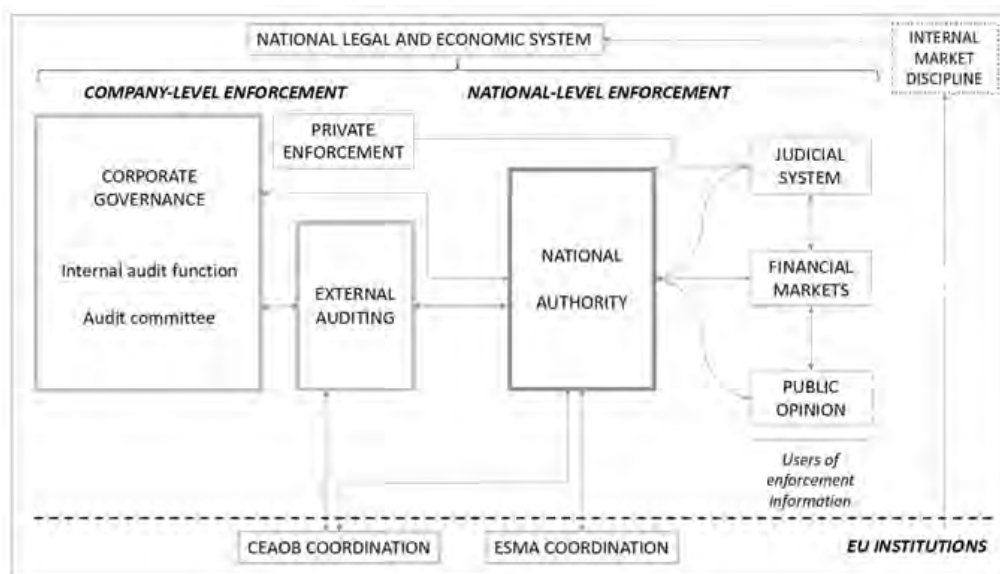 NATIONAL LEGAL AND ECONOMIC SYSTEM
INTERNAL
MARKET
DISCIPLINE
COMPANY-LEVEL ENFORCEMENT
NATIONAL-LEVEL ENFORCEMENT
PRIVATE
ENFORCEMENT
CORPORATE
GOVERNANCE
Internal audit function
Audit committee
EXTERNAL
AUDITING
NATIONAL
AUTHORITY
JUDICIAL
SYSTEM
FINANCIAL
MARKETS
PUBLIC
OPINION
Users of
enforcement
information
CEAOB COORDINATION
ESMA COORDINATION
EU INSTITUTIONS